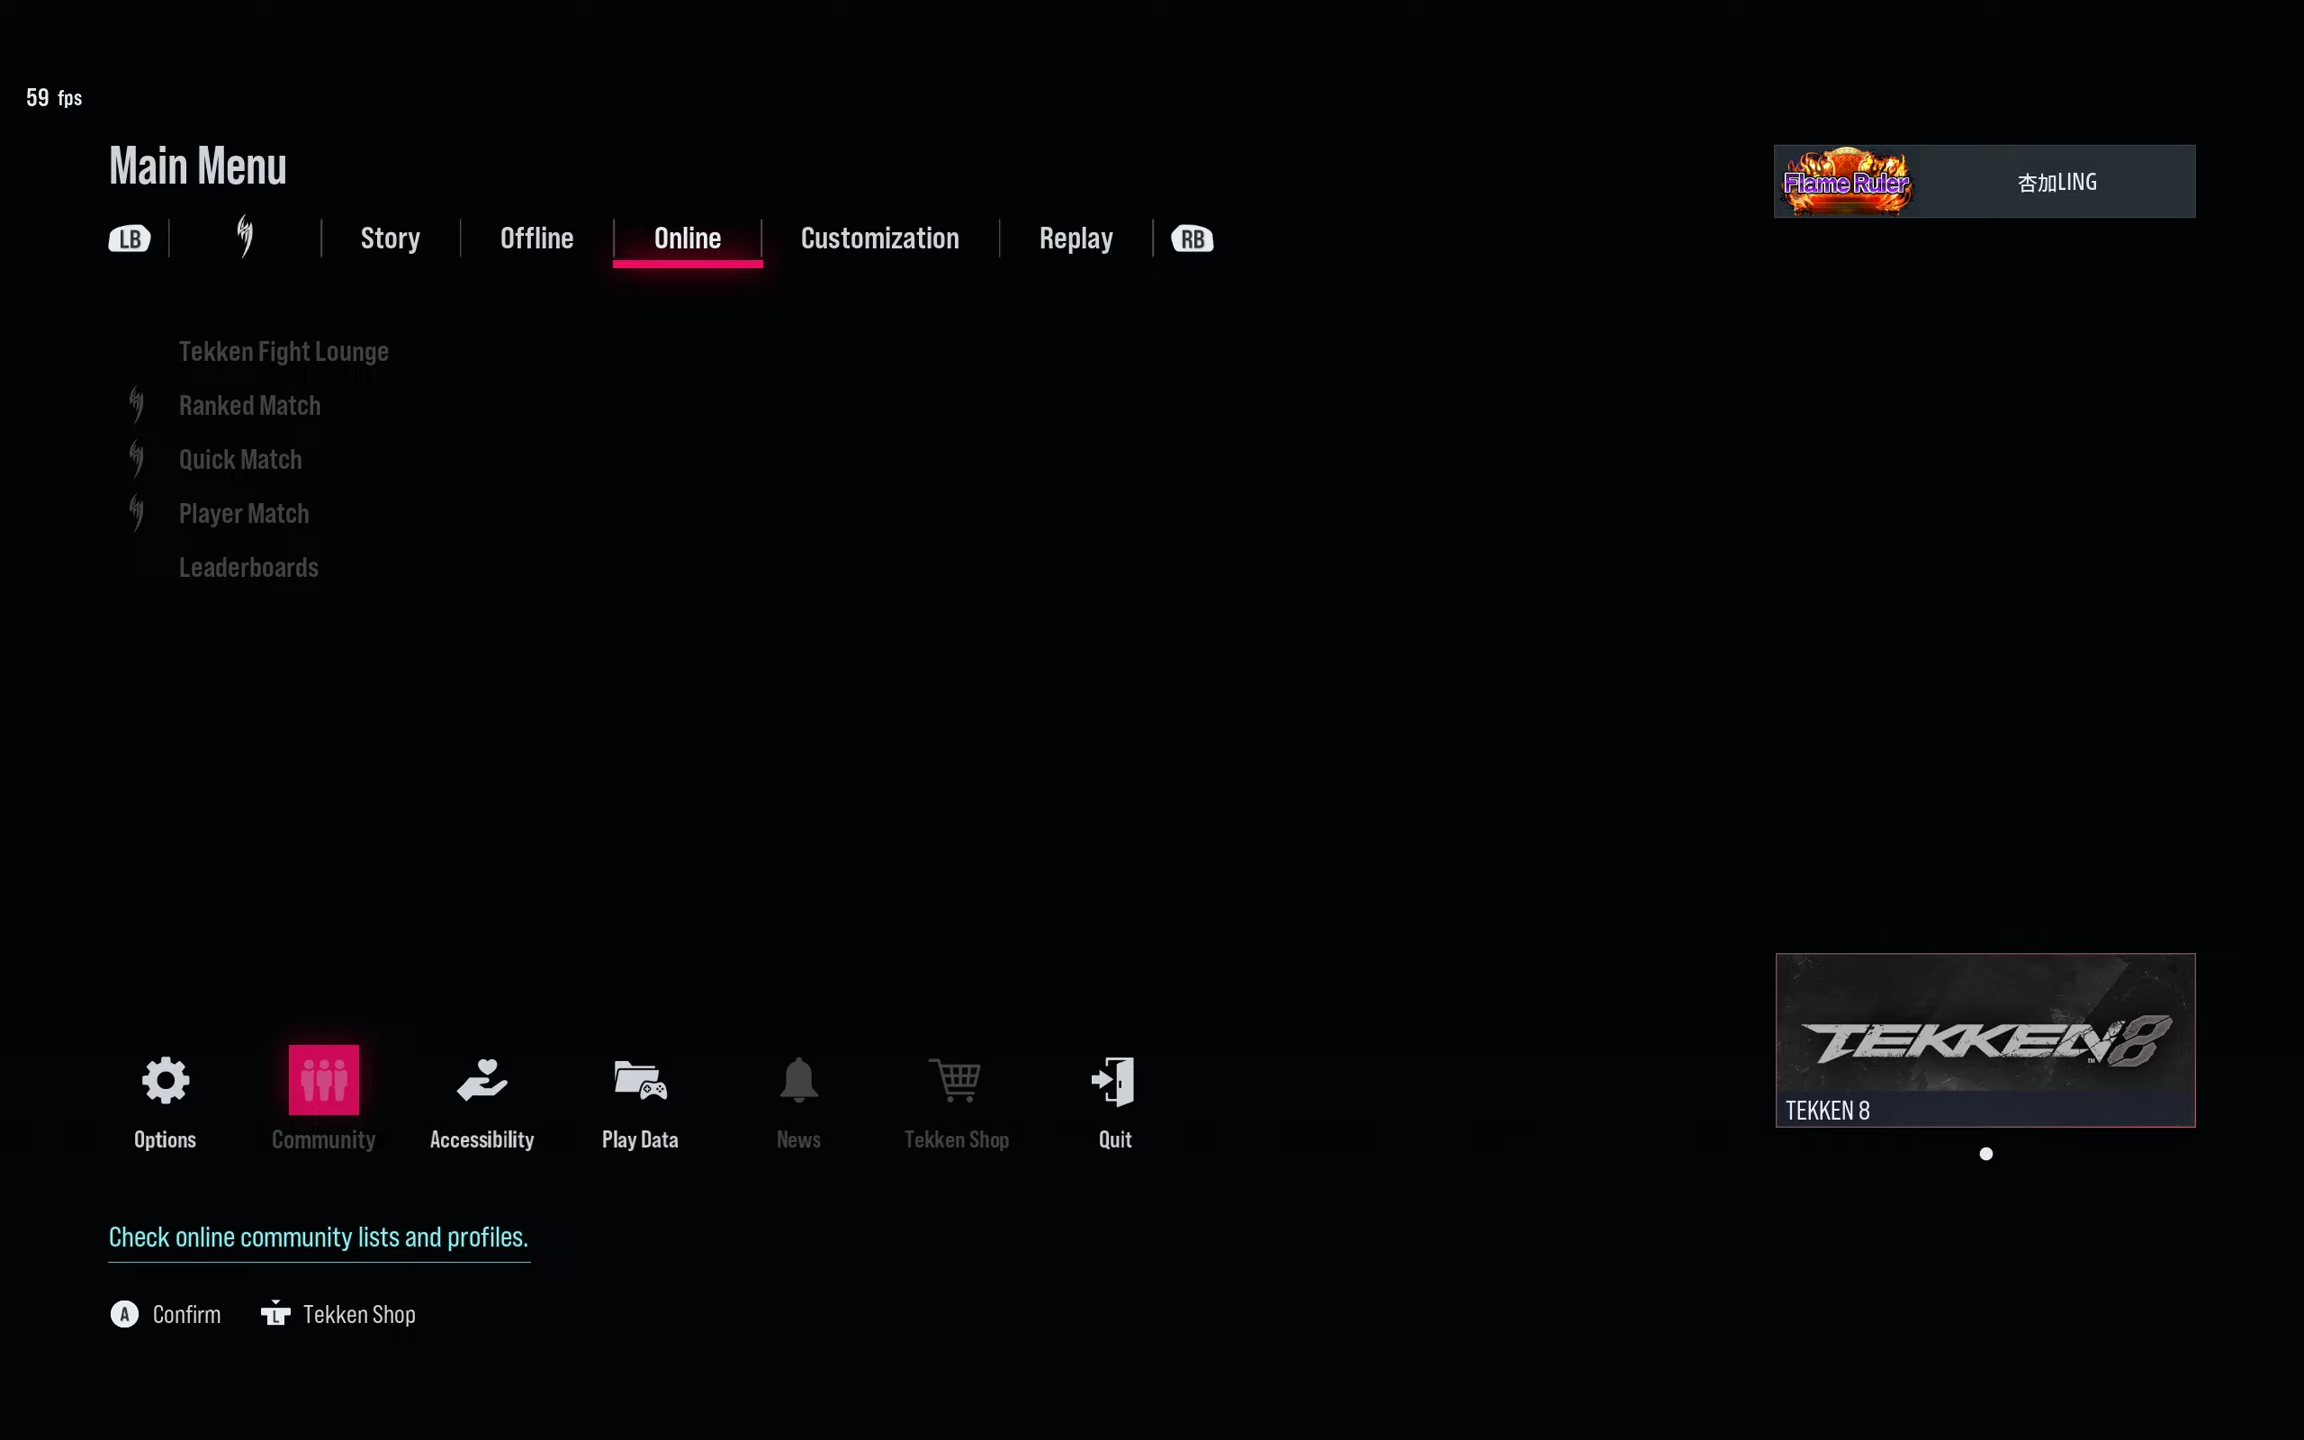 59 fps
Main Menu
Flame Ruler 杏加LING
LB Story Offline Online Customization Replay RB
Tekken Fight Lounge
Ranked Match
Quick Match
Player Match
Leaderboards
TEKKEN 8
TEKKEN 8
Options Community Accessibility Play Data News Tekken Shop Quit
Check online community lists and profiles.
A Confirm L Tekken Shop